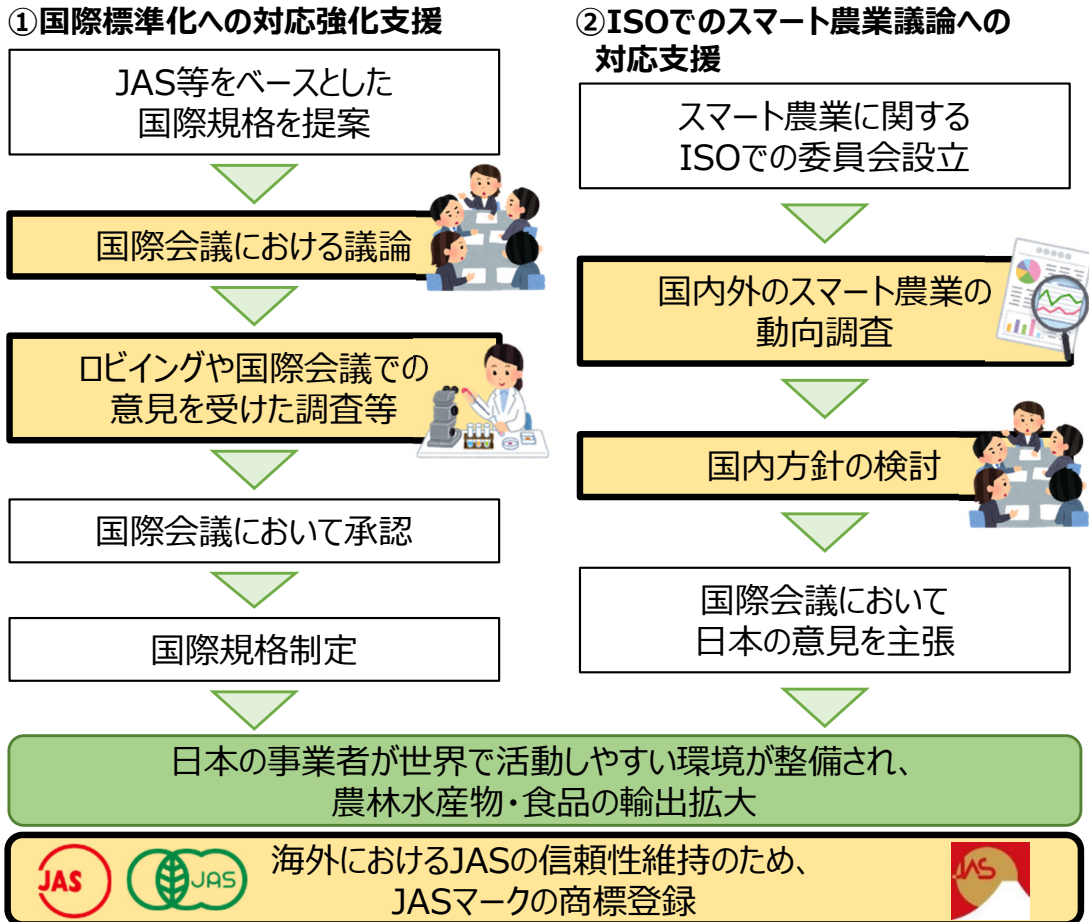 ①国際標準化への対応強化支援
JAS等をベースとした
国際規格を提案
国際会議における議論
ロビイングや国際会議での
意見を受けた調査等
国際会議において承認
国際規格制定
②ISOでのスマート農業議論への
対応支援
スマート農業に関する
ISOでの委員会設立
国内外のスマート農業の
動向調査
国内方針の検討
国際会議において
日本の意見を主張
日本の事業者が世界で活動しやすい環境が整備され、
農林水産物・食品の輸出拡大
JAS
JAS
海外におけるJASの信頼性維持のため、
JASマークの商標登録
JAS